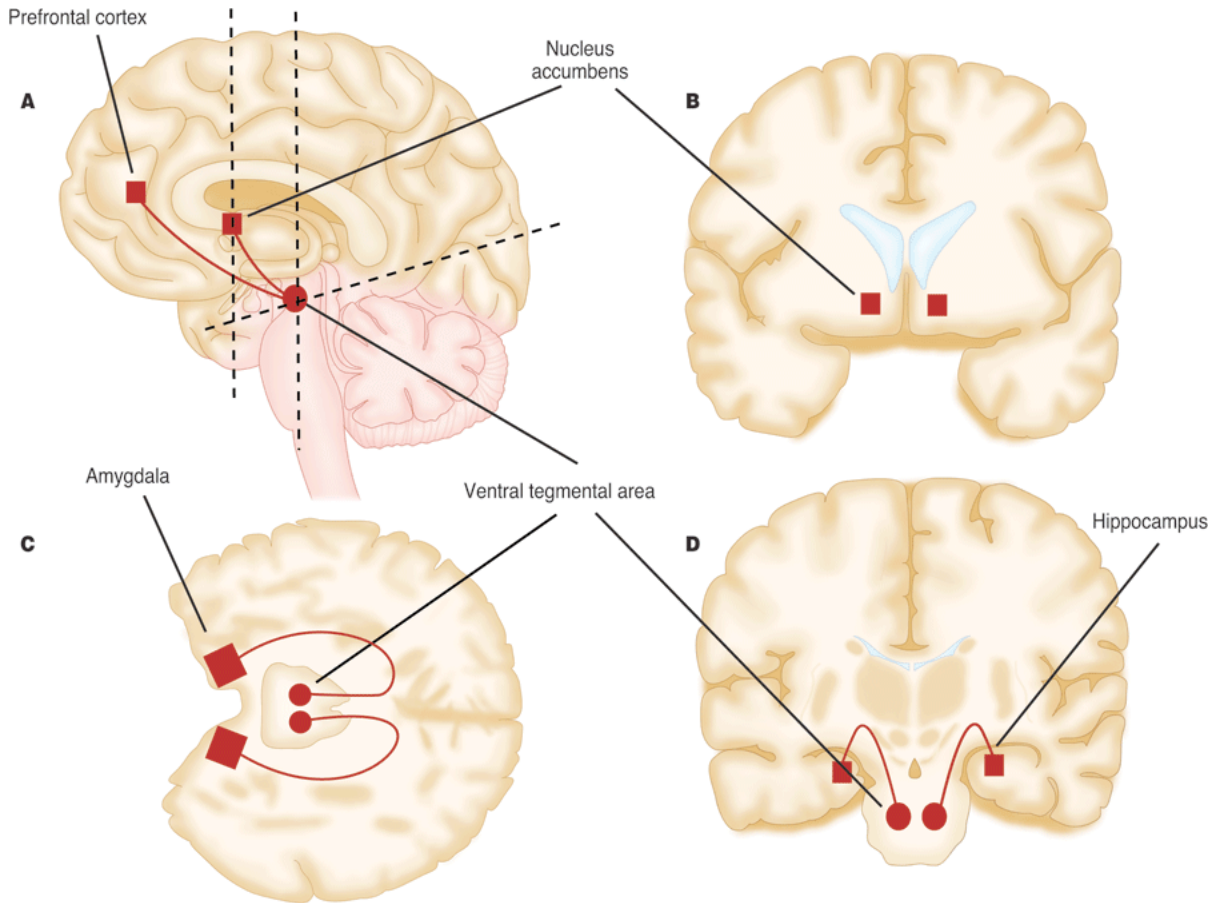 Prefrontal cortex
Nucleus
accumbens
A
B
Amygdala
Ventral tegmental area
Hippocampus
C
D